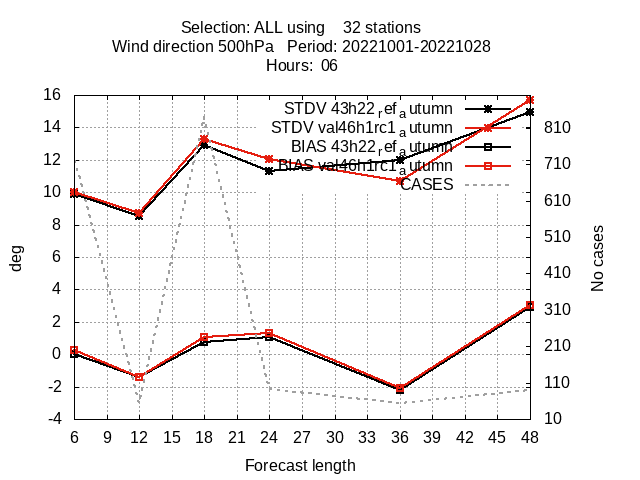 Selection: ALL using    32 stations
Wind direction 500hPa   Period: 20221001-20221028
Hours: 06
16
14
12
10
8
6
4
2
0
-2
-4
deg
STDV 43h22_ref_autumn
STDV val46h1rc1_autumn
BIAS 43h22_ref_autumn
BIAS val46h1rc1_autumn
CASES
810
710
610
510
410
310
210
110
10
No cases
6 9 12 15 18 21 24 27 30 33 36 39 42 45 48
Forecast length